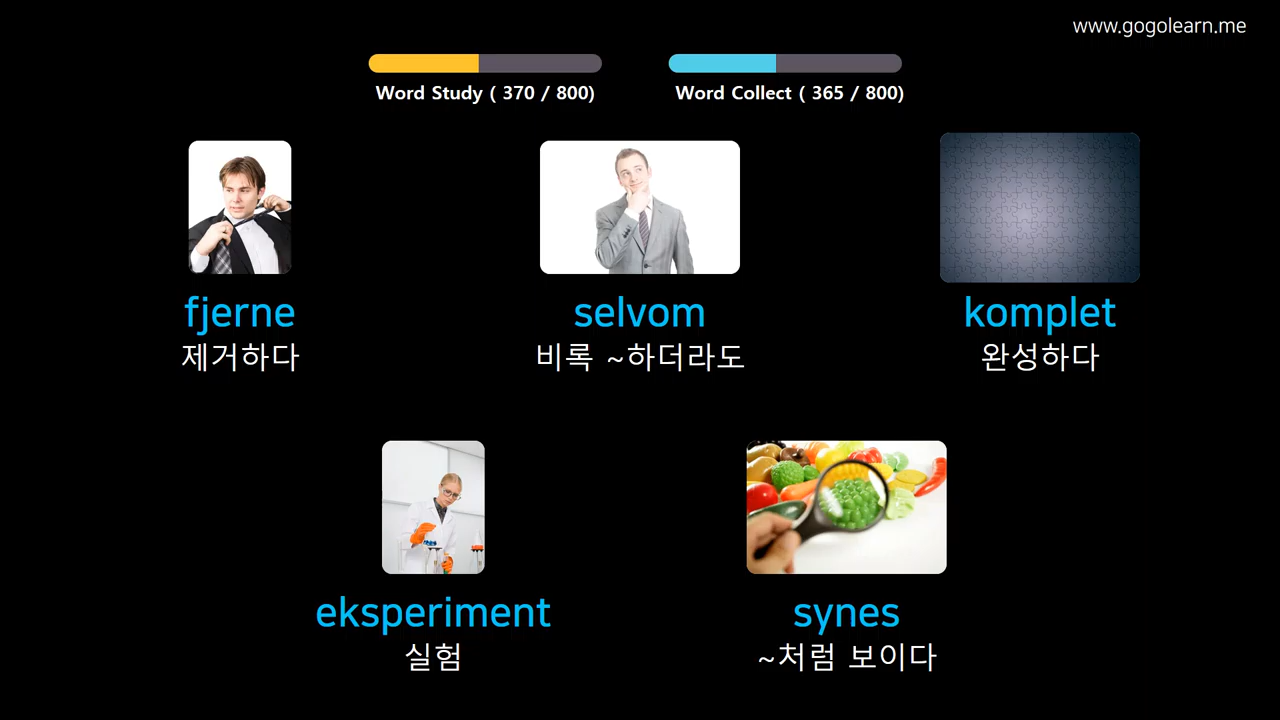 www.gogolearn.me
Word Study ( 370 / 800)
Word Collect ( 365 / 800)
fjerne
제거하다
selvom
비록 ~하더라도
komplet
완성하다
eksperiment
실험
synes
~처럼 보이다